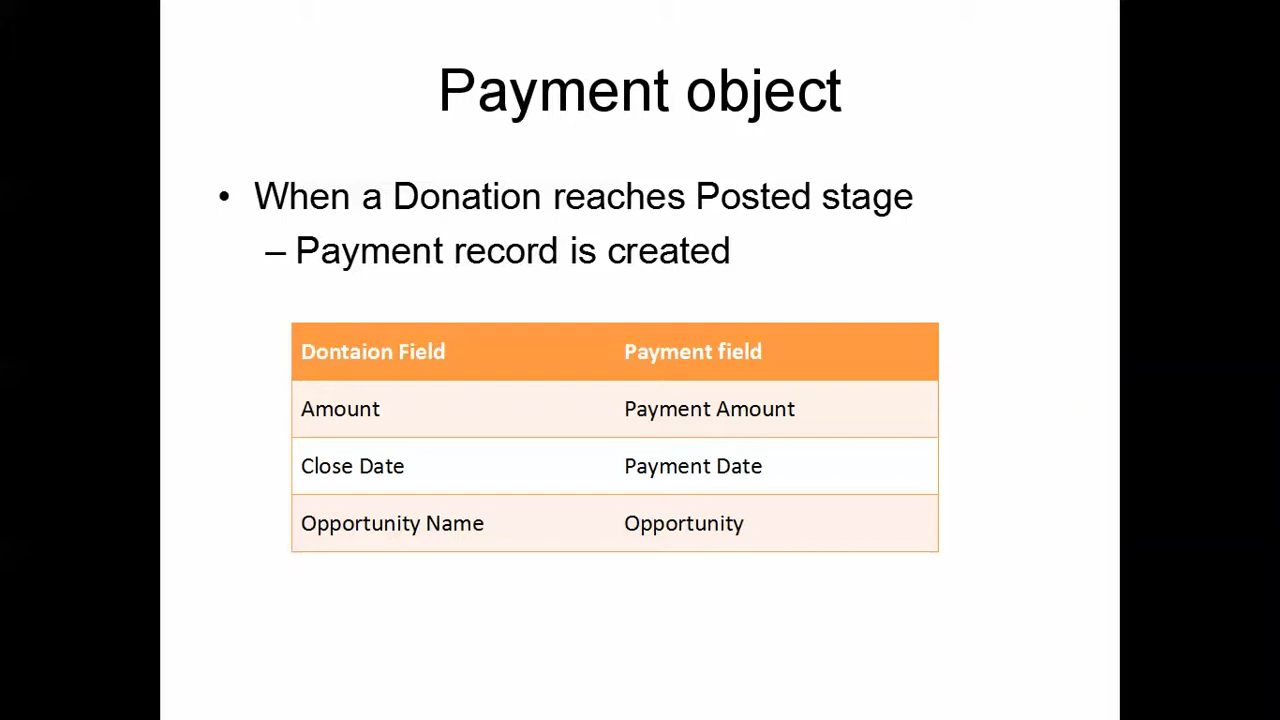 Payment object
• When a Donation reaches Posted stage
– Payment record is created
Dontaion Field Payment field
Amount Payment Amount
Close Date Payment Date
Opportunity Name Opportunity